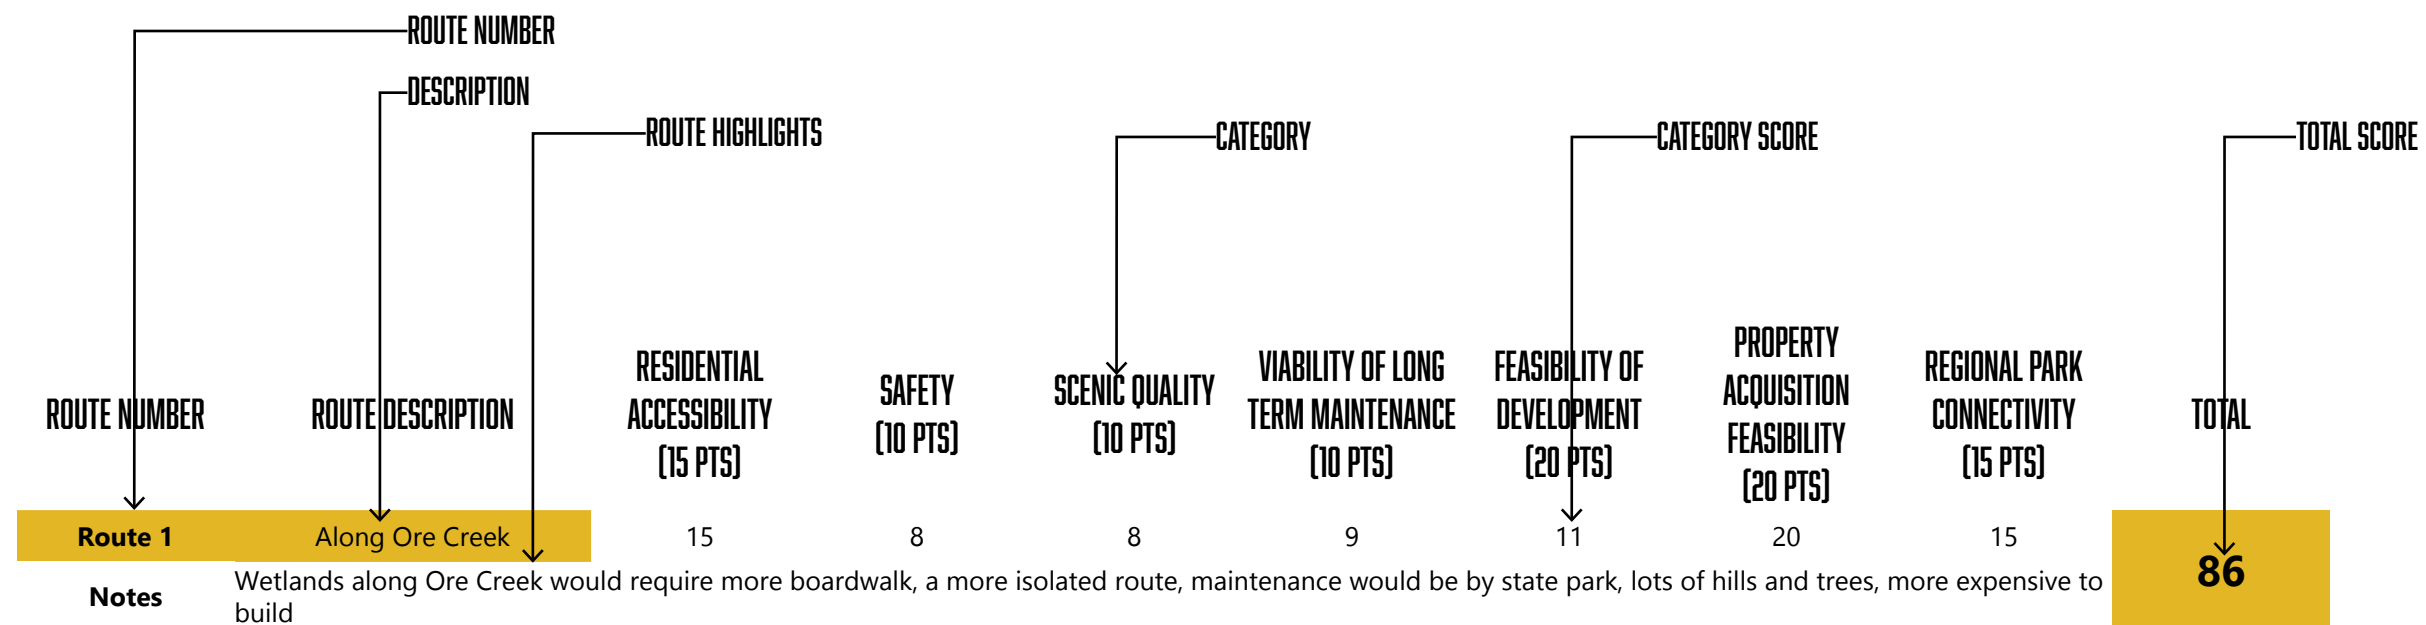 ROUTE NUMBER
DESCRIPTION
ROUTE HIGHLIGHTS
CATEGORY
CATEGORY SCORE
TOTAL SCORE
ROUTE NUMBER
ROUTE DESCRIPTION
RESIDENTIAL
ACCESSIBILITY
(15 PTS)
SAFETY
(10 PTS)
SCENIC QUALITY
(10 PTS)
VIABILITY OF LONG
TERM MAINTENANCE
(10 PTS)
FEASIBILITY OF
DEVELOPMENT
(20 PTS)
PROPERTY
ACQUISITION
FEASIBILITY
(20 PTS)
REGIONAL PARK
CONNECTIVITY
(15 PTS)
TOTAL
Route 1 Along Ore Creek 15 8 8 9 11 20 15
86
Notes
Wetlands along Ore Creek would require more boardwalk, a more isolated route, maintenance would be by state park, lots of hills and trees, more expensive to
build